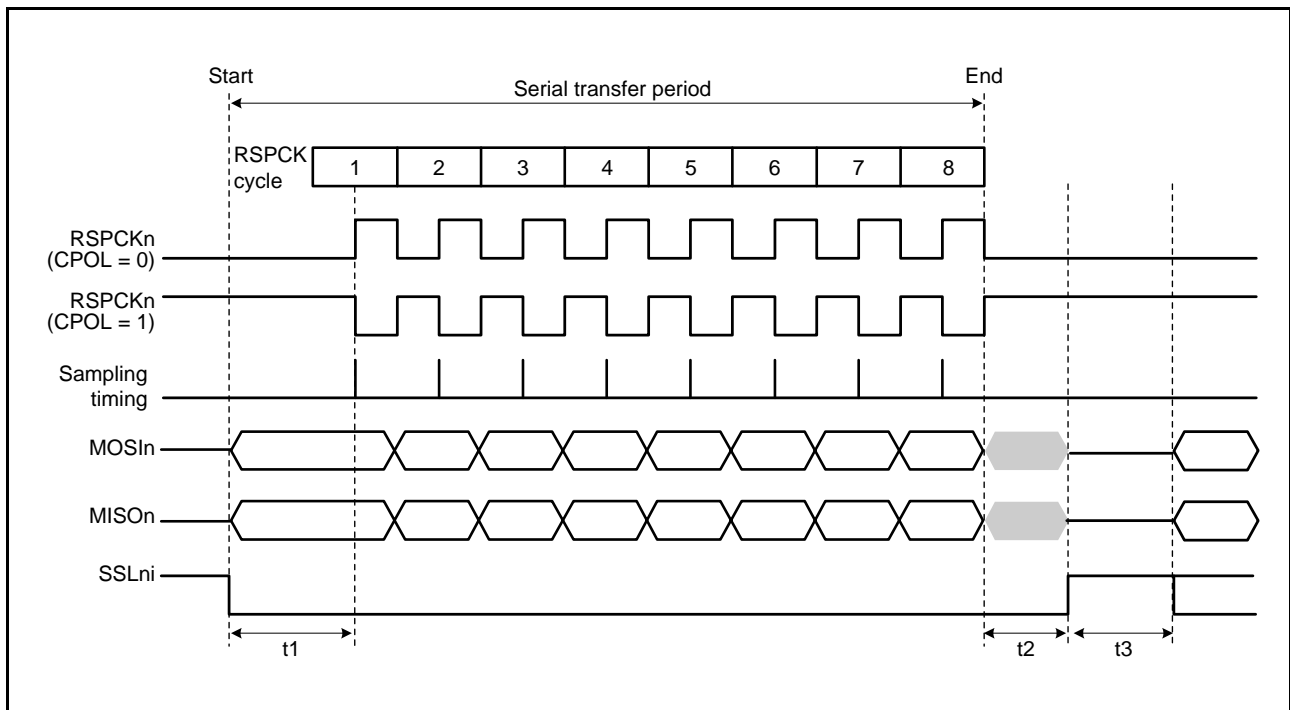 Start
End
Serial transfer period
RSPCK
cycle
1 2 3 4 5 6 7 8
RSPCKn
(CPOL = 0)
RSPCKn
(CPOL = 1)
Sampling
timing
MOSIn
MISOn
SSLni
t1
t2
t3